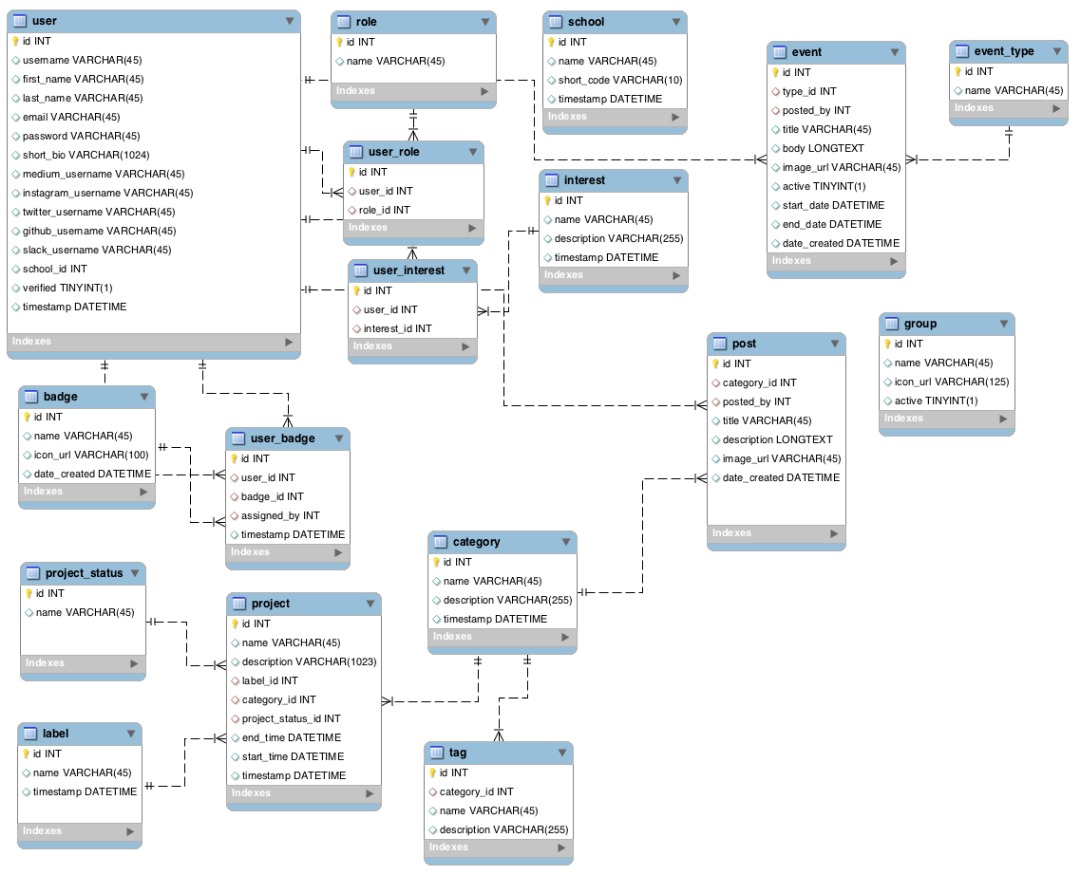 user
id INT
username VARCHAR(45)
first_name VARCHAR(45)
last_name VARCHAR(45)
email VARCHAR(45)
password VARCHAR(45)
short_bio VARCHAR(1024)
medium_username VARCHAR(45)
instagram_username VARCHAR(45)
twitter_username VARCHAR(45)
github_username VARCHAR(45)
slack_username VARCHAR(45)
school_id INT
verified TINYINT(1)
timestamp DATETIME
Indexes
role
id INT
name VARCHAR(45)
Indexes
school
id INT
name VARCHAR(45)
short_code VARCHAR(10)
timestamp DATETIME
Indexes
event
id INT
type_id INT
posted_by INT
title VARCHAR(45)
body LONGTEXT
image_url VARCHAR(45)
active TINYINT(1)
start_date DATETIME
end_date DATETIME
date_created DATETIME
Indexes
event_type
id INT
name VARCHAR(45)
Indexes
user_role
id INT
user_id INT
role_id INT
Indexes
interest
id INT
name VARCHAR(45)
description VARCHAR(255)
timestamp DATETIME
Indexes
user_interest
id INT
user_id INT
interest_id INT
Indexes
group
id INT
name VARCHAR(45)
icon_url VARCHAR(125)
active TINYINT(1)
Indexes
post
id INT
category_id INT
posted_by INT
title VARCHAR(45)
description LONGTEXT
image_url VARCHAR(45)
date_created DATETIME
Indexes
badge
id INT
name VARCHAR(45)
icon_url VARCHAR(100)
date_created DATETIME
Indexes
user_badge
id INT
user_id INT
badge_id INT
assigned_by INT
timestamp DATETIME
Indexes
category
id INT
name VARCHAR(45)
description VARCHAR(255)
timestamp DATETIME
Indexes
project_status
id INT
name VARCHAR(45)
Indexes
project
id INT
name VARCHAR(45)
description VARCHAR(1023)
label_id INT
category_id INT
project_status_id INT
end_time DATETIME
start_time DATETIME
timestamp DATETIME
Indexes
label
id INT
name VARCHAR(45)
timestamp DATETIME
Indexes
tag
id INT
category_id INT
name VARCHAR(45)
description VARCHAR(255)
Indexes